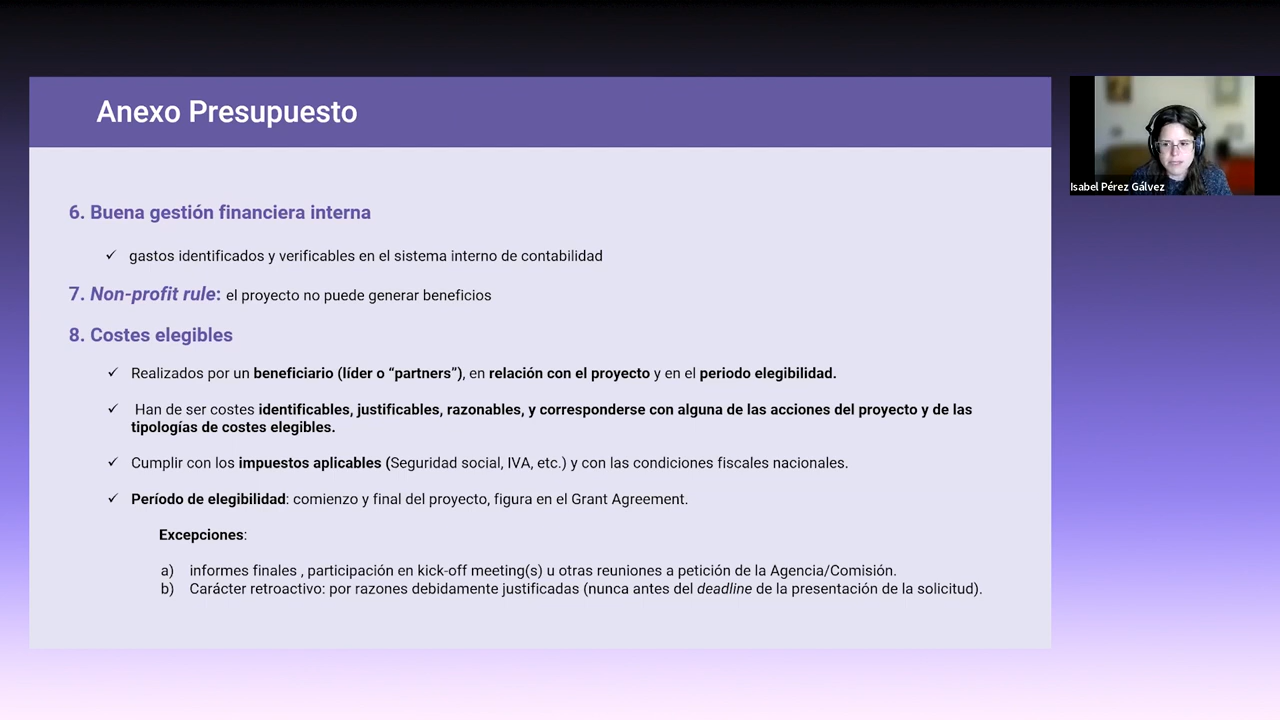 Anexo Presupuesto
Isabel Pérez Gálvez
6. Buena gestión financiera interna
✓ gastos identificados y verificables en el sistema interno de contabilidad
7. Non-profit rule: el proyecto no puede generar beneficios
8. Costes elegibles
✓ Realizados por un beneficiario (líder o “partners”), en relación con el proyecto y en el periodo elegibilidad.
✓ Han de ser costes identificables, justificables, razonables, y corresponderse con alguna de las acciones del proyecto y de las
tipologías de costes elegibles.
✓ Cumplir con los impuestos aplicables (Seguridad social, IVA, etc.) y con las condiciones fiscales nacionales.
✓ Período de elegibilidad: comienzo y final del proyecto, figura en el Grant Agreement.
Excepciones:
a) informes finales , participación en kick-off meeting(s) u otras reuniones a petición de la Agencia/Comisión.
b) Carácter retroactivo: por razones debidamente justificadas (nunca antes del deadline de la presentación de la solicitud).